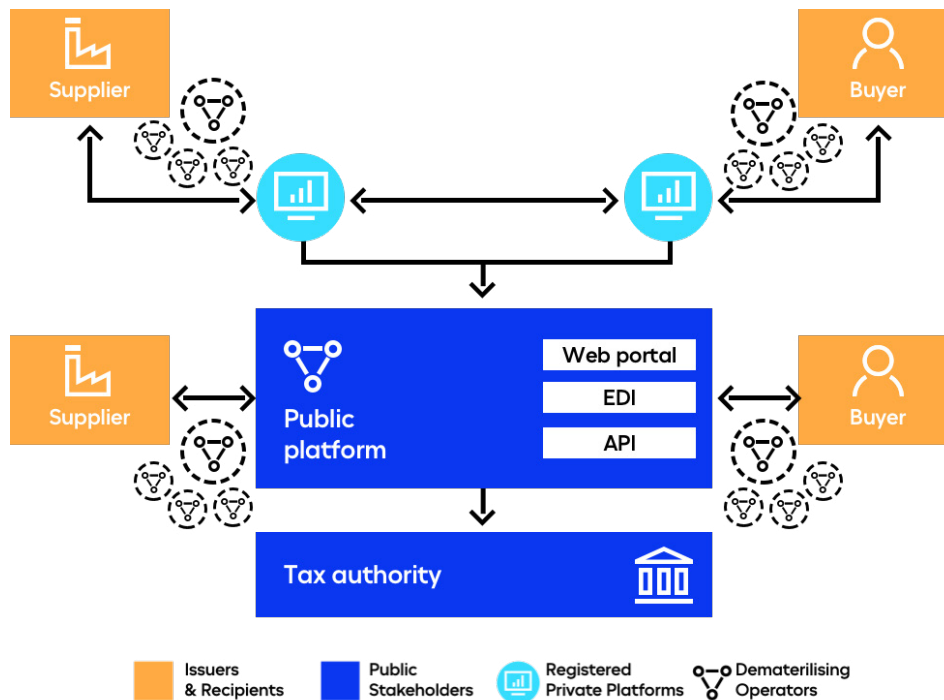 Supplier
Buyer
Web portal
EDI
API
Public
platform
Supplier
Buyer
Tax authority
Issuers
& Recipients
Public
Stakeholders
Registered
Private Platforms
Dematerilising
Operators